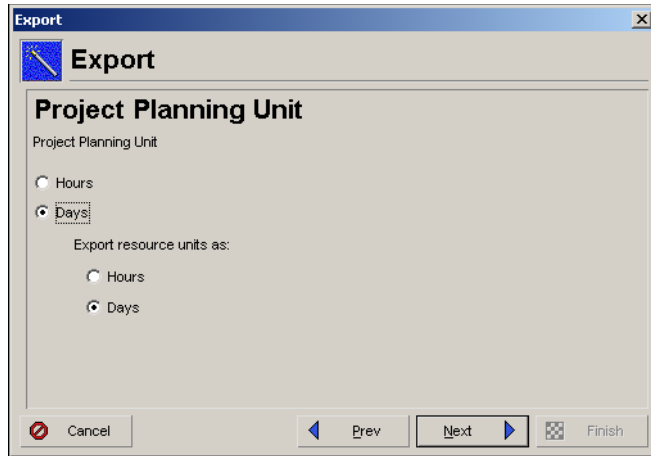 Export
Export
Project Planning Unit
Project Planning Unit
Hours
Days
Export resource units as:
Hours
Days
Cancel
Prev
Next
Finish